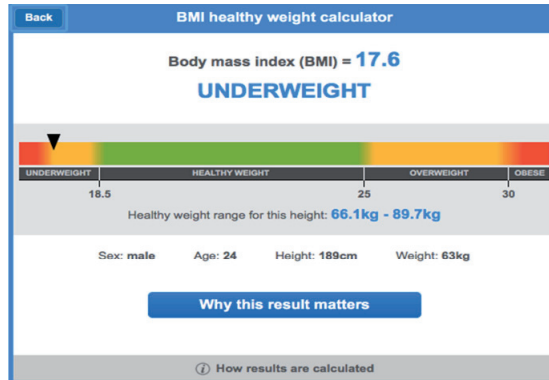 Back
BMI healthy weight calculator
Body mass index (BMI) = 17.6
UNDERWEIGHT
UNDERWEIGHT HEALTHY WEIGHT OVERWEIGHT OBESE
18.5 25 30
Healthy weight range for this height: 66.1kg - 89.7kg
Sex: male Age: 24 Height: 189cm Weight: 63kg
Why this result matters
i How results are calculated